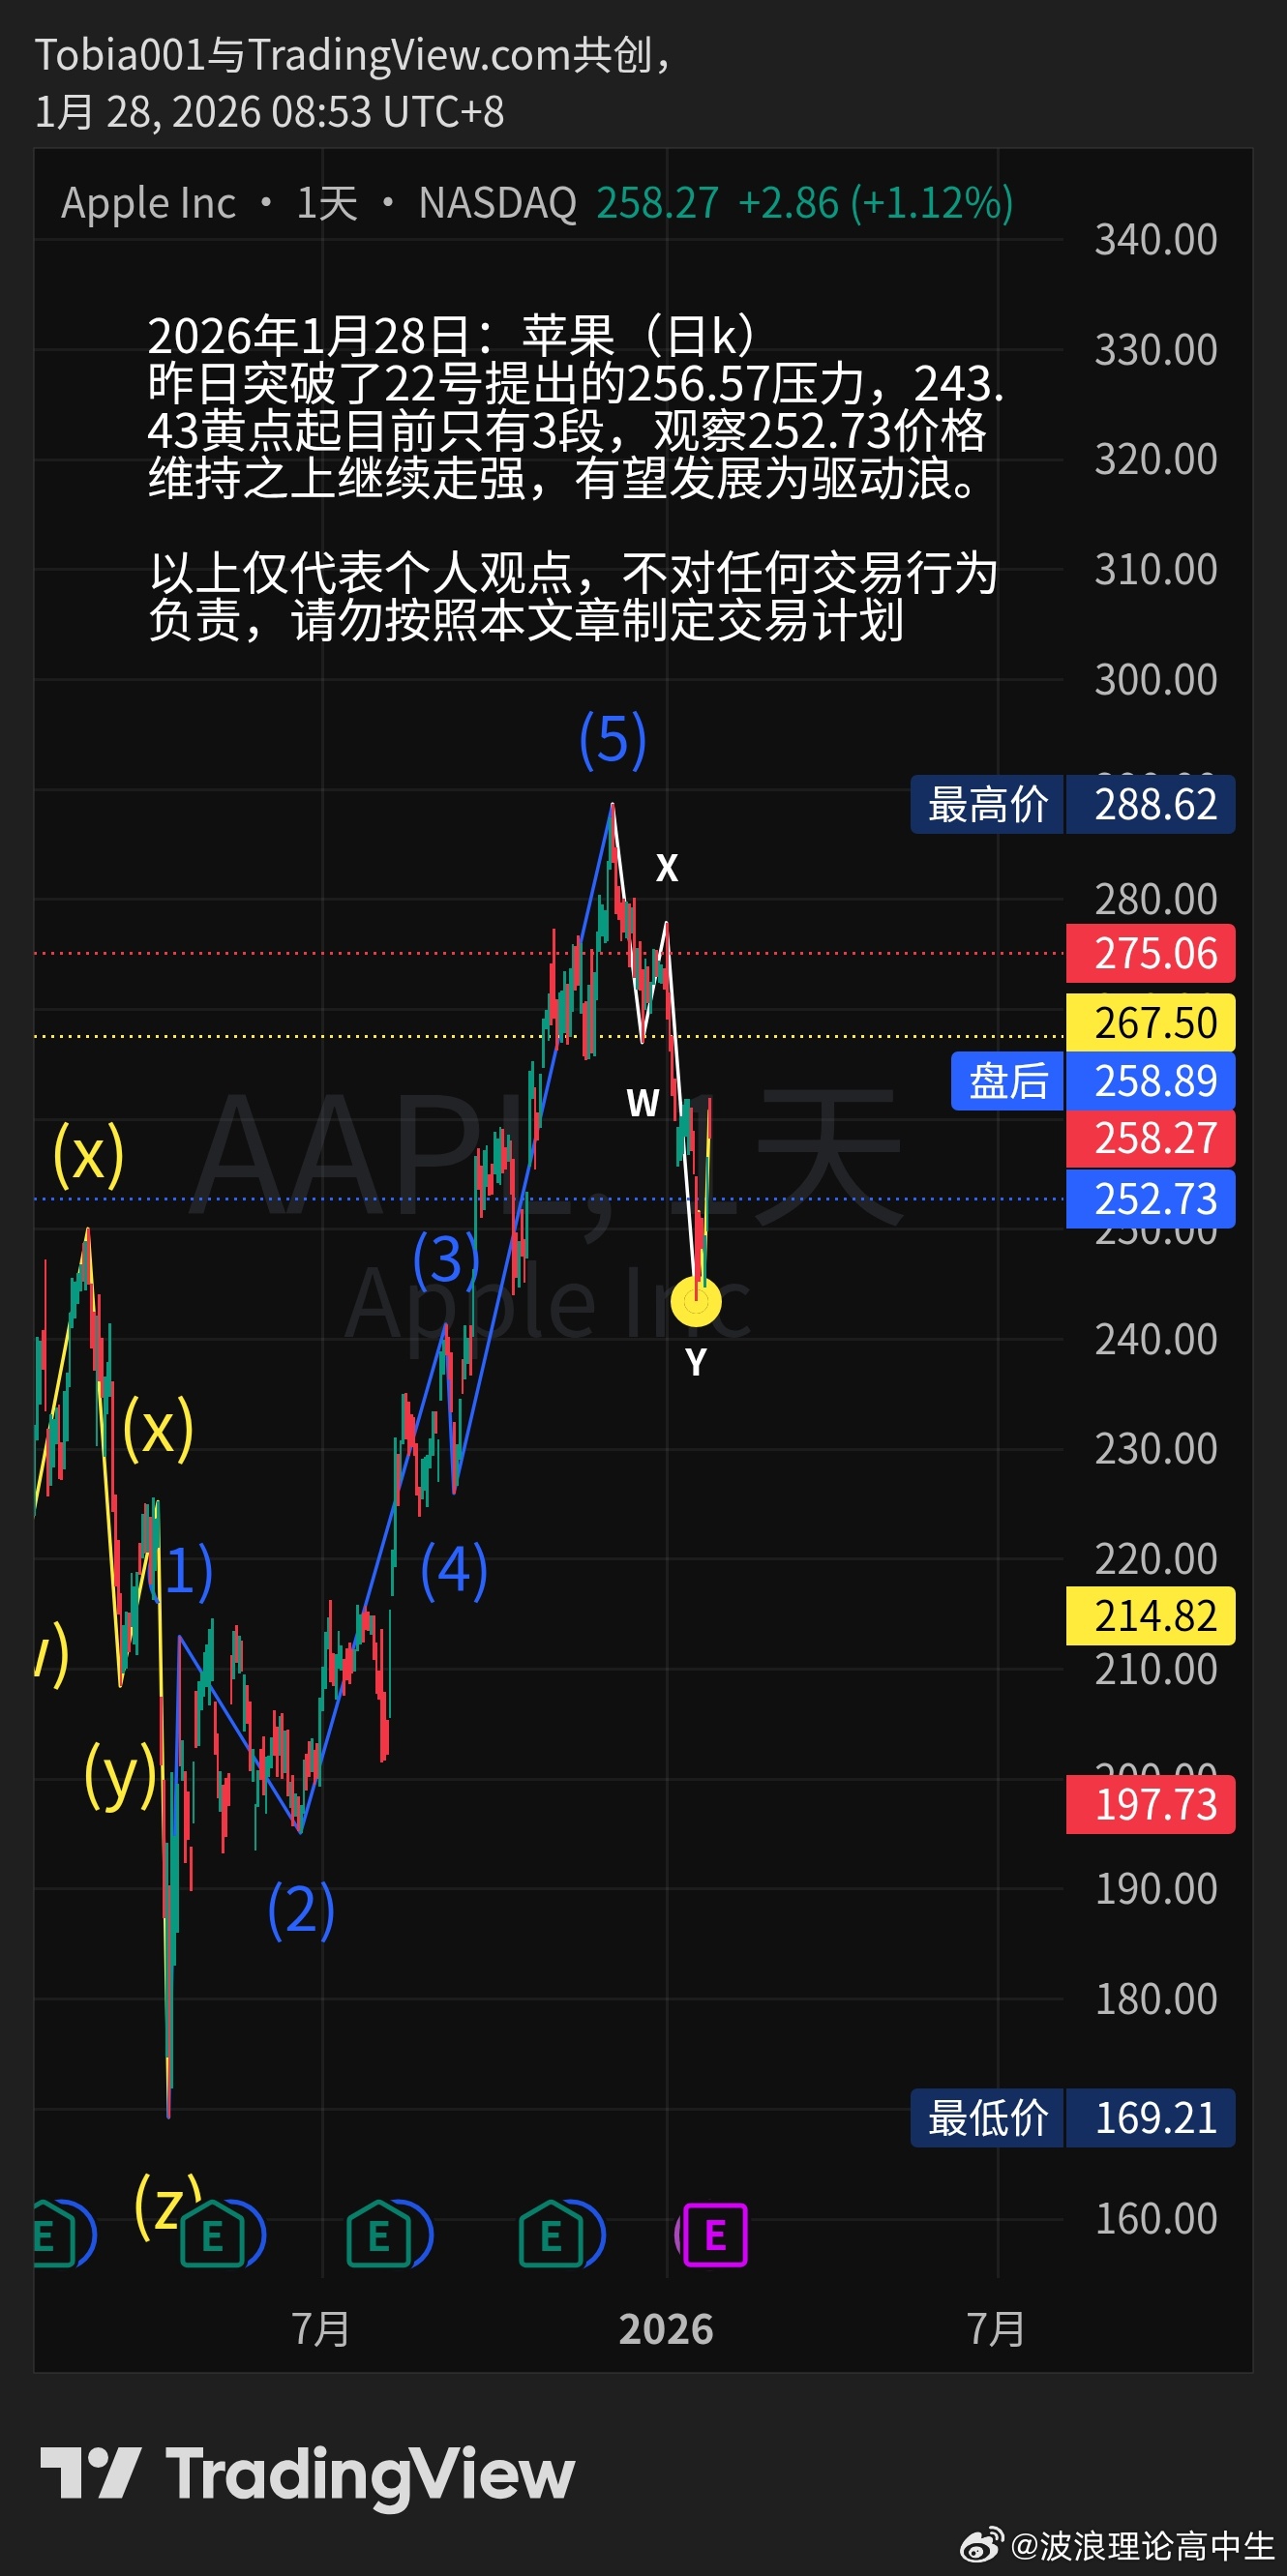 Tobia001与TradingView.com共创，
1月 28, 2026 08:53 UTC+8
Apple Inc · 1天 · NASDAQ 258.27 +2.86 (+1.12%)
340.00
2026年1月28日：苹果（日k）
330.00
昨日突破了22号提出的256.57压力，243.
43黄点起目前只有3段，观察252.73价格
320.00
维持之上继续走强，有望发展为驱动浪。
310.00
以上仅代表个人观点，不对任何交易行为
负责，请勿按照本文章制定交易计划
300.00
(5)
最高价 288.62
X
280.00
275.06
267.50
盘后 258.89
W
AAPL, 1天
(x)
258.27
252.73
250.00
(3)
Apple Inc
240.00
Y
(x)
230.00
(4)
220.00
1)
214.82
210.00
(y)
200.00
197.73
190.00
(2)
180.00
最低价 169.21
(z)
160.00
E E E E E
7月 2026 7月
TradingView
@波浪理论高中生